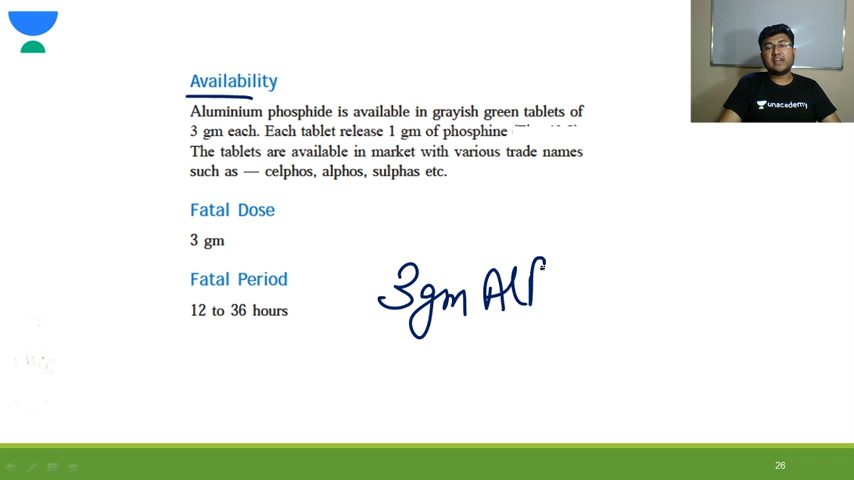 Availability
Aluminium phosphide is available in grayish green tablets of
3 gm each. Each tablet release 1 gm of phosphine
The tablets are available in market with various trade names
such as — celphos, alphos, sulphas etc.
Fatal Dose
3 gm
Fatal Period
12 to 36 hours
3gm AlP
unacademy
26